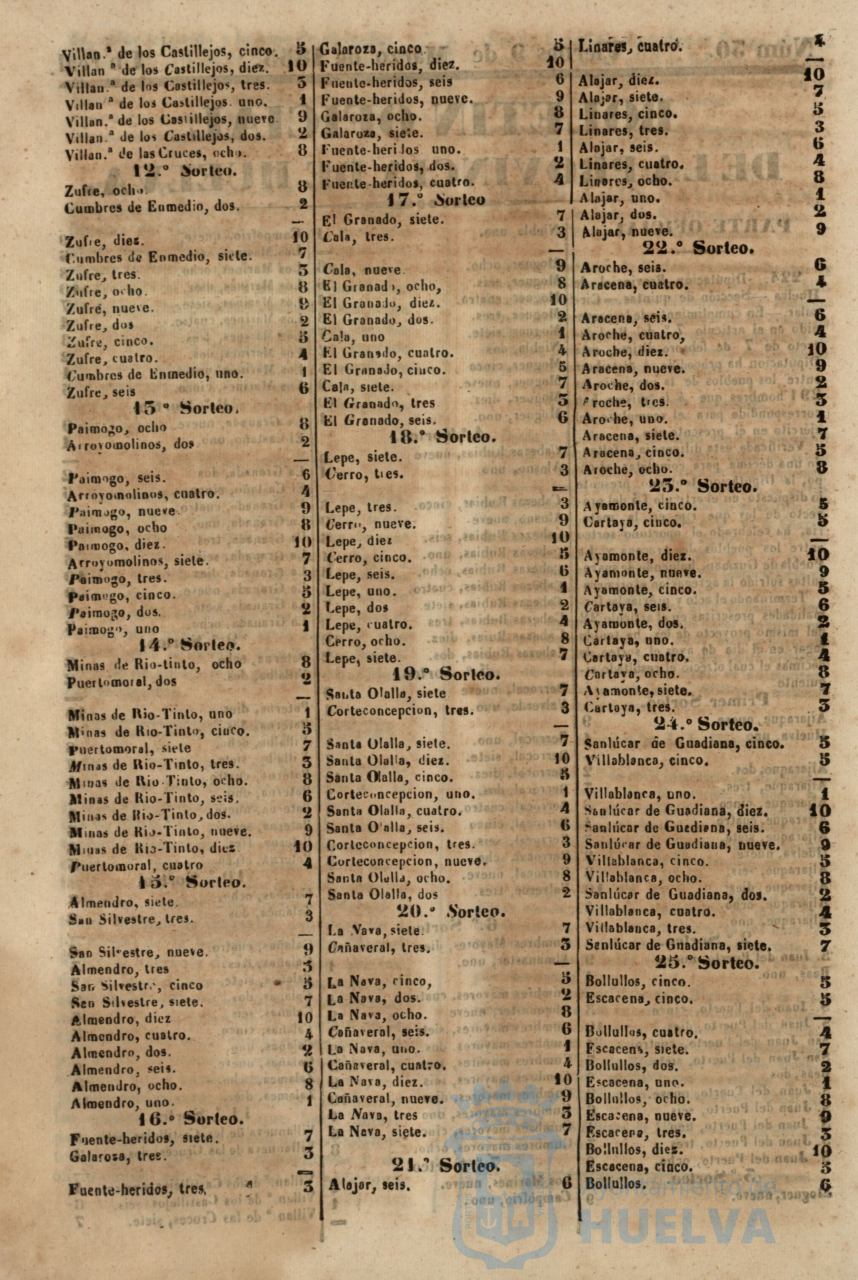 Villan.ª de los Castillejos, cinco. 5
Villan.ª de los Castillejos, diez. 10
Villan.ª de los Castillejos, tres. 3
Villan ª de los Castillejos. uno. 1
Villan.ª de los Castillejos, nueve 9
Villan.ª de los Castillejos, dos. 2
Villan.ª de las Cruces, ocho. 8
12.º Sorteo.
Zufre, ocho. 8
Cumbres de Enmedio, dos. 2
—
Zufre, diez. 10
Cumbres de Enmedio, siete. 7
Zufre, tres. 3
Zufre, ocho. 8
Zufre, nueve. 9
Zufre, dos 2
Zufre, cinco. 5
Zufre, cuatro. 4
Cumbres de Enmedio, uno. 1
Zufre, seis 6
13º Sorteo.
Paimogo, ocho 8
Arroyomolinos, dos 2
—
Paimogo, seis. 6
Arroyomolinos, cuatro. 4
Paimogo, nueve. 9
Paimogo, ocho 8
Paimogo, diez. 10
Arroyomolinos, siete. 7
Paimogo, tres. 3
Paimogo, cinco. 5
Paimogo, dos. 2
Paimogo, uno 1
14.º Sorteo.
Minas de Rio-tinto, ocho 8
Puertomoral, dos 2
—
Minas de Rio-Tinto, uno 1
Minas de Rio-Tinto, cinco. 5
Puertomoral, siete 7
Minas de Rio-Tinto, tres. 3
Minas de Rio-Tinto, ocho. 8
Minas de Rio-Tinto, seis. 6
Minas de Rio-Tinto, dos. 2
Minas de Rio-Tinto, nueve. 9
Minas de Rio-Tinto, diez 10
Puertomoral, cuatro 4
15.º Sorteo.
Almendro, siete. 7
San Silvestre, tres. 3
—
San Silvestre, nueve. 9
Almendro, tres 3
San Silvestre, cinco 5
San Silvestre, siete. 7
Almendro, diez 10
Almendro, cuatro. 4
Almendro, dos. 2
Almendro, seis. 6
Almendro, ocho. 8
Almendro, uno. 1
16.º Sorteo.
Fuente-heridos, siete. 7
Galaroza, tres. 3
—
Fuente-heridos, tres. 3
Galaroza, cinco 5
Fuente-heridos, diez. 10
Fuente-heridos, seis 6
Fuente-heridos, nueve. 9
Galaroza, ocho. 8
Galaroza, siete. 7
Fuente-heridos uno. 1
Fuente-heridos, dos. 2
Fuente-heridos, cuatro. 4
17.º Sorteo
El Granado, siete. 7
Cala, tres. 3
—
Cala, nueve. 9
El Granado, ocho, 8
El Granado, diez. 10
El Granado, dos. 2
Cala, uno 1
El Granado, cuatro. 4
El Granado, cinco. 5
Cala, siete. 7
El Granado, tres 3
El Granado, seis. 6
18.º Sorteo.
Lepe, siete. 7
Cerro, tres. 3
—
Lepe, tres. 3
Cerro, nueve. 9
Lepe, diez 10
Cerro, cinco. 5
Lepe, seis. 6
Lepe, uno. 1
Lepe, dos 2
Lepe, cuatro. 4
Cerro, ocho. 8
Lepe, siete. 7
19.º Sorteo.
Santa Olalla, siete 7
Corteconcepcion, tres. 3
—
Santa Olalla, siete. 7
Santa Olalla, diez. 10
Santa Olalla, cinco. 5
Corteconcepcion, uno. 1
Santa Olalla, cuatro. 4
Santa Olalla, seis. 6
Corteconcepcion, tres. 3
Corteconcepcion, nueve. 9
Santa Olalla, ocho. 8
Santa Olalla, dos 2
20.º Sorteo.
La Nava, siete. 7
Cañaveral, tres. 3
—
La Nava, cinco, 5
La Nava, dos. 2
La Nava, ocho. 8
Cañaveral, seis. 6
La Nava, uno. 1
Cañaveral, cuatro. 4
La Nava, diez. 10
Cañaveral, nueve. 9
La Nava, tres 3
La Nava, siete. 7
21.º Sorteo.
Alajar, seis. 6
Linares, cuatro. 4
—
Alajar, diez. 10
Alajar, siete. 7
Linares, cinco. 5
Linares, tres. 3
Alajar, seis. 6
Linares, cuatro. 4
Linares, ocho. 8
Alajar, uno. 1
Alajar, dos. 2
Alajar, nueve. 9
22.º Sorteo.
Aroche, seis. 6
Aracena, cuatro. 4
—
Aracena, seis. 6
Aroche, cuatro, 4
Aroche, diez. 10
Aracena, nueve. 9
Aroche, dos. 2
Aroche, tres. 3
Aroche, uno. 1
Aracena, siete. 7
Aracena, cinco. 5
Aroche, ocho. 8
23.º Sorteo.
Ayamonte, cinco. 5
Cartaya, cinco. 5
—
Ayamonte, diez. 10
Ayamonte, nueve. 9
Ayamonte, cinco. 5
Cartaya, seis. 6
Ayamonte, dos. 2
Cartaya, uno. 1
Cartaya, cuatro. 4
Cartaya, ocho. 8
Ayamonte, siete. 7
Cartaya, tres. 3
24.º Sorteo.
Sanlúcar de Guadiana, cinco. 5
Villablanca, cinco. 5
—
Villablanca, uno. 1
Sanlúcar de Guadiana, diez. 10
Sanlúcar de Guadiana, seis. 6
Sanlúcar de Guadiana, nueve. 9
Villablanca, cinco. 5
Villablanca, ocho. 8
Sanlúcar de Guadiana, dos. 2
Villablanca, cuatro. 4
Villablanca, tres. 3
Sanlúcar de Guadiana, siete. 7
25.º Sorteo.
Bollullos, cinco. 5
Escacena, cinco. 5
—
Bollullos, cuatro. 4
Escacena, siete. 7
Bollullos, dos. 2
Escacena, uno. 1
Bollullos, ocho. 8
Escacena, nueve. 9
Escacena, tres. 3
Bollullos, diez. 10
Escacena, cinco. 5
Bollullos. 6
HUELVA